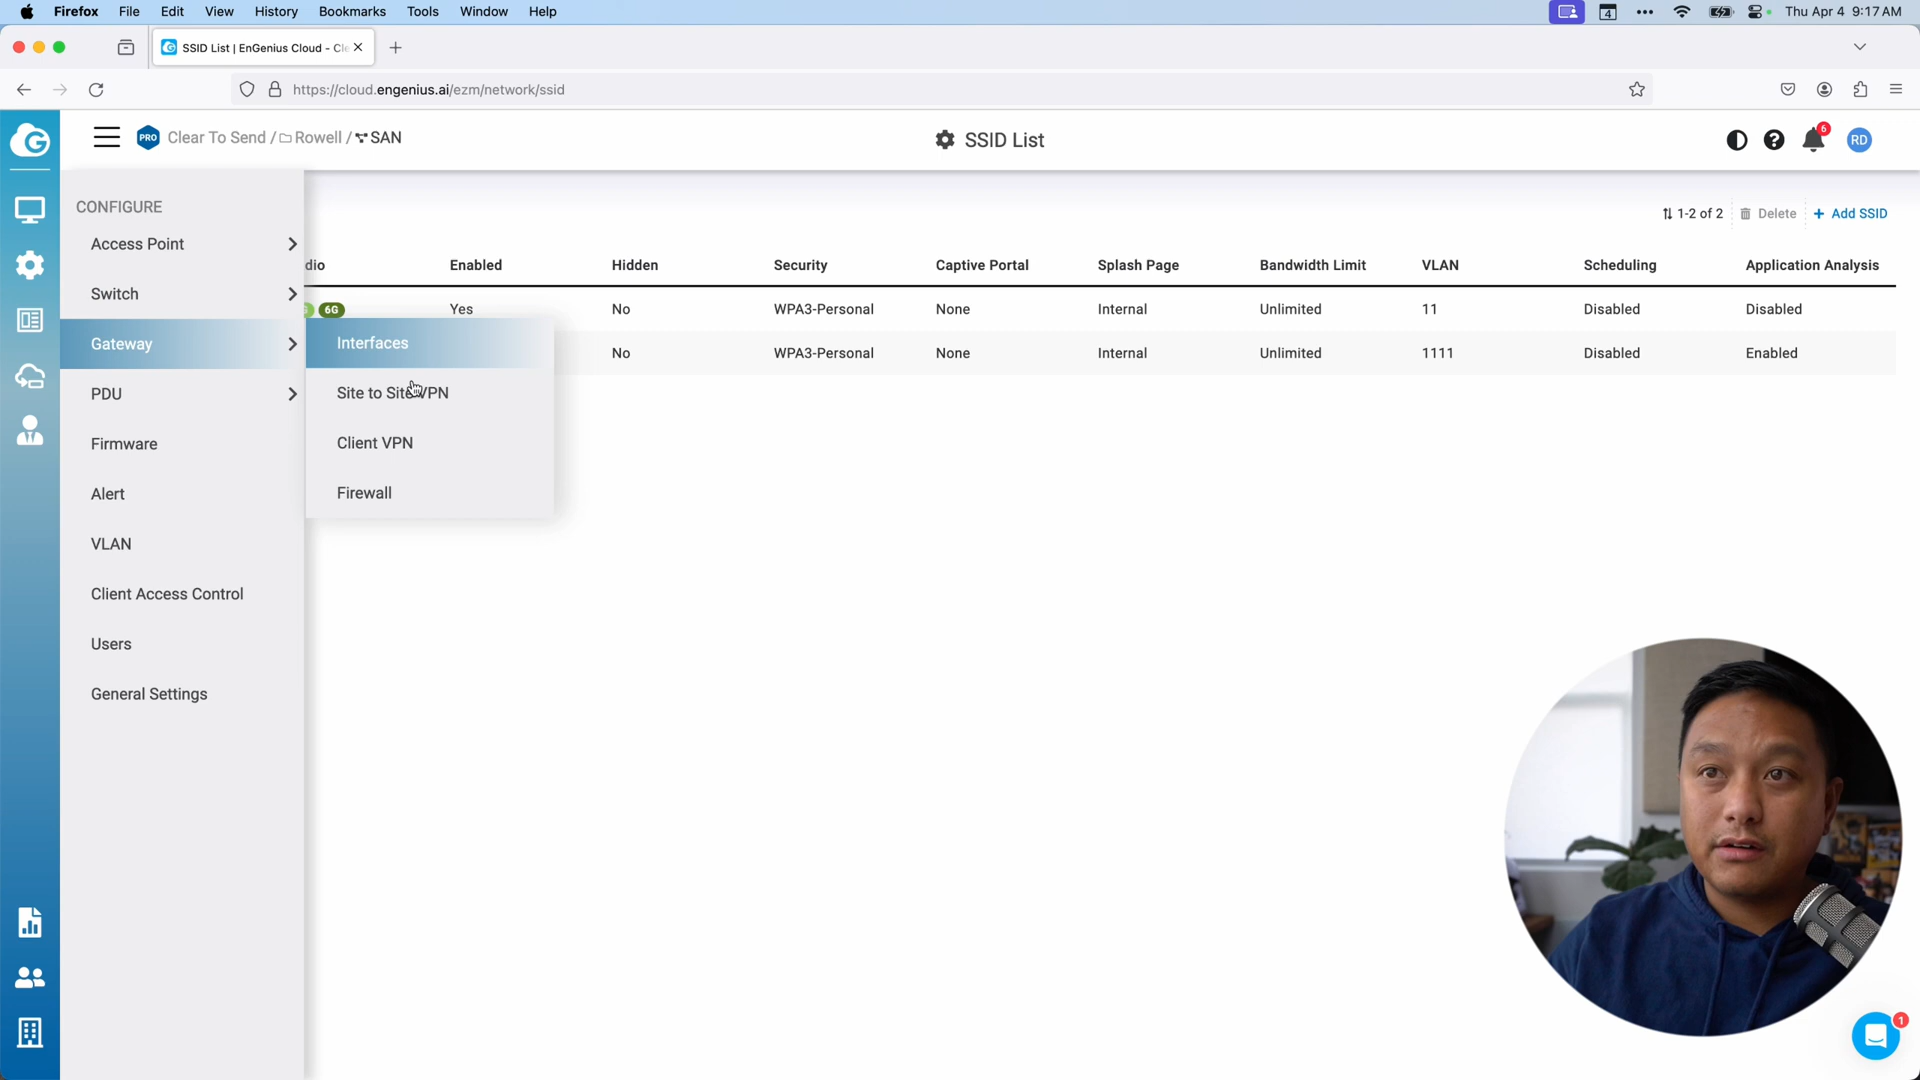 Firefox File Edit View History Bookmarks Tools Window Help
4 ••• Thu Apr 4 9:17 AM
SSID List | EnGenius Cloud - Cle
https://cloud.engenius.ai/ezm/network/ssid
PRO Clear To Send / Rowell / SAN
SSID List
6 RD
CONFIGURE
Access Point
Switch
Gateway
PDU
Firmware
Alert
VLAN
Client Access Control
Users
General Settings
Interfaces
Site to Site VPN
Client VPN
Firewall
1-2 of 2 Delete + Add SSID
dio Enabled Hidden Security Captive Portal Splash Page Bandwidth Limit VLAN Scheduling Application Analysis
6G Yes No WPA3-Personal None Internal Unlimited 11 Disabled Disabled
No WPA3-Personal None Internal Unlimited 1111 Disabled Enabled
1